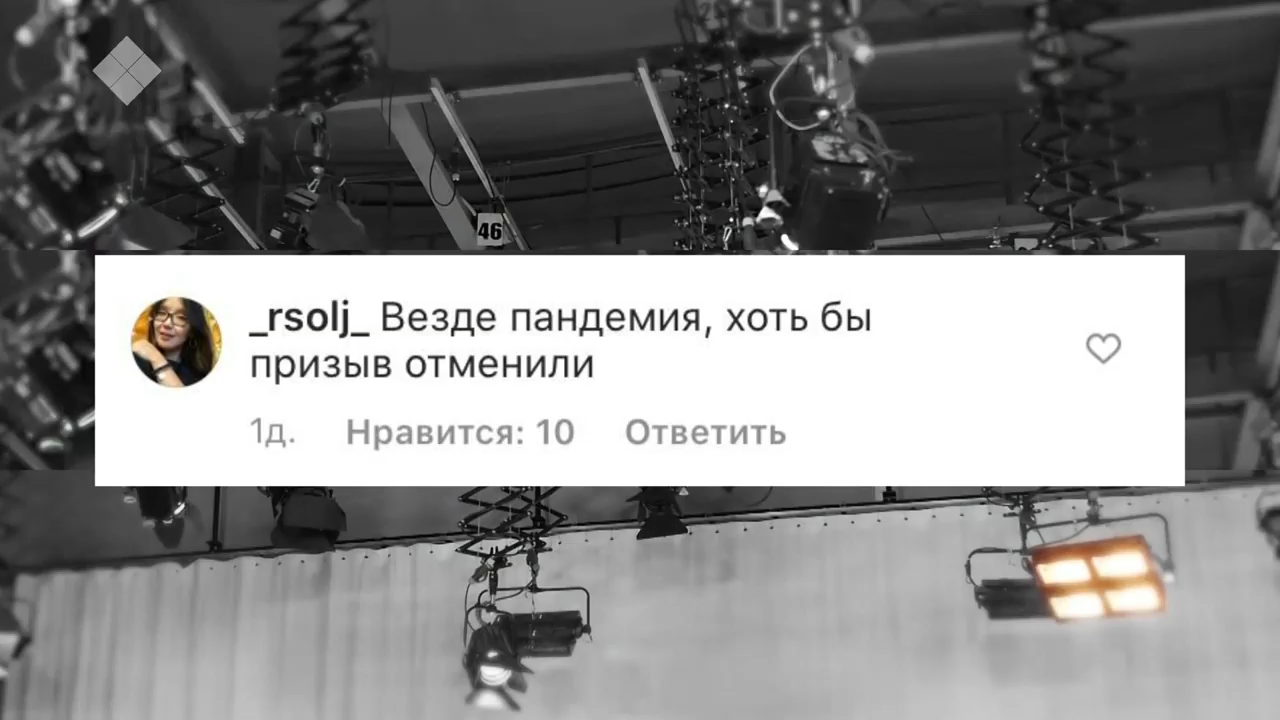 46
_rsolj_ Везде пандемия, хоть бы
призыв отменили
1д. Нравится: 10 Ответить